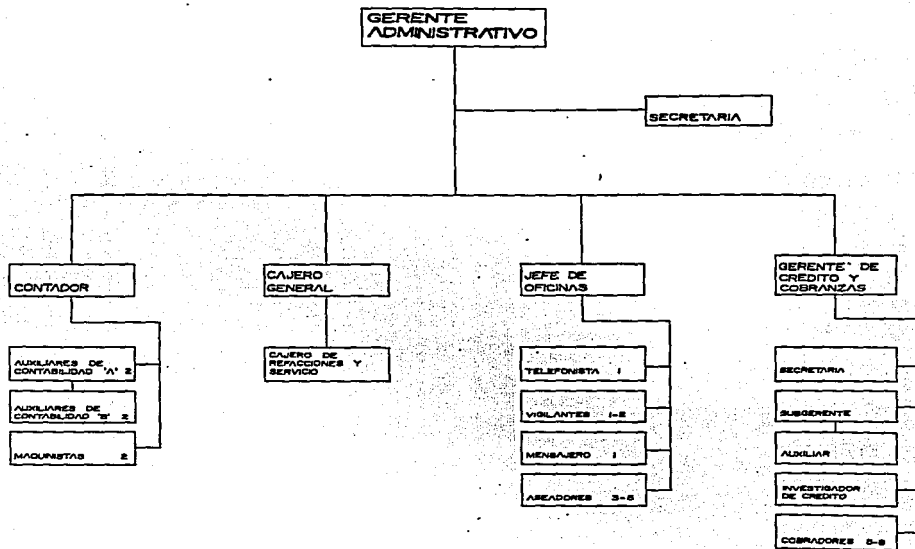 GERENTE
ADMINISTRATIVO
SECRETARIA
CONTADOR
CAJERO
GENERAL
JEFE DE
OFICINAS
GERENTE DE
CREDITO Y
COBRANZAS
AUXILIARES DE
CONTABILIDAD "A" 2
AUXILIARES DE
CONTABILIDAD "B" 2
MAQUINISTAS 2
CAJERO DE
REFACCIONES Y
SERVICIO
TELEFONISTA 1
VIGILANTES 1-2
MENSAJERO 1
ASEADORES
SECRETARIA
SUBGERENTE
AUXILIAR
INVESTIGADOR
DE CREDITO
COBRADORES